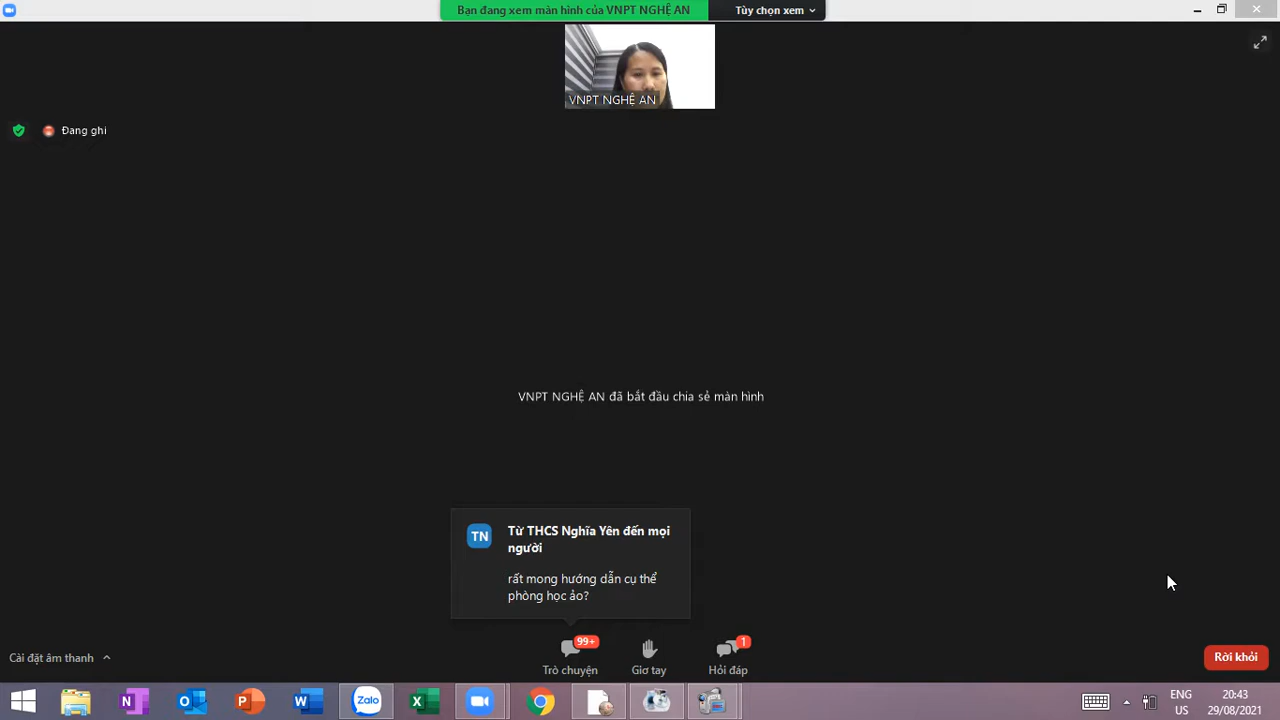 Bạn đang xem màn hình của VNPT NGHỆ AN
Tùy chọn xem
VNPT NGHỆ AN
Đang ghi
VNPT NGHỆ AN đã bắt đầu chia sẻ màn hình
TN
Từ THCS Nghĩa Yên đến mọi
người
rất mong hướng dẫn cụ thể
phòng học ảo?
99+
1
Cài đặt âm thanh
Trò chuyện
Giơ tay
Hỏi đáp
Rời khỏi
Zalo
ENG
US
20:43
29/08/2021